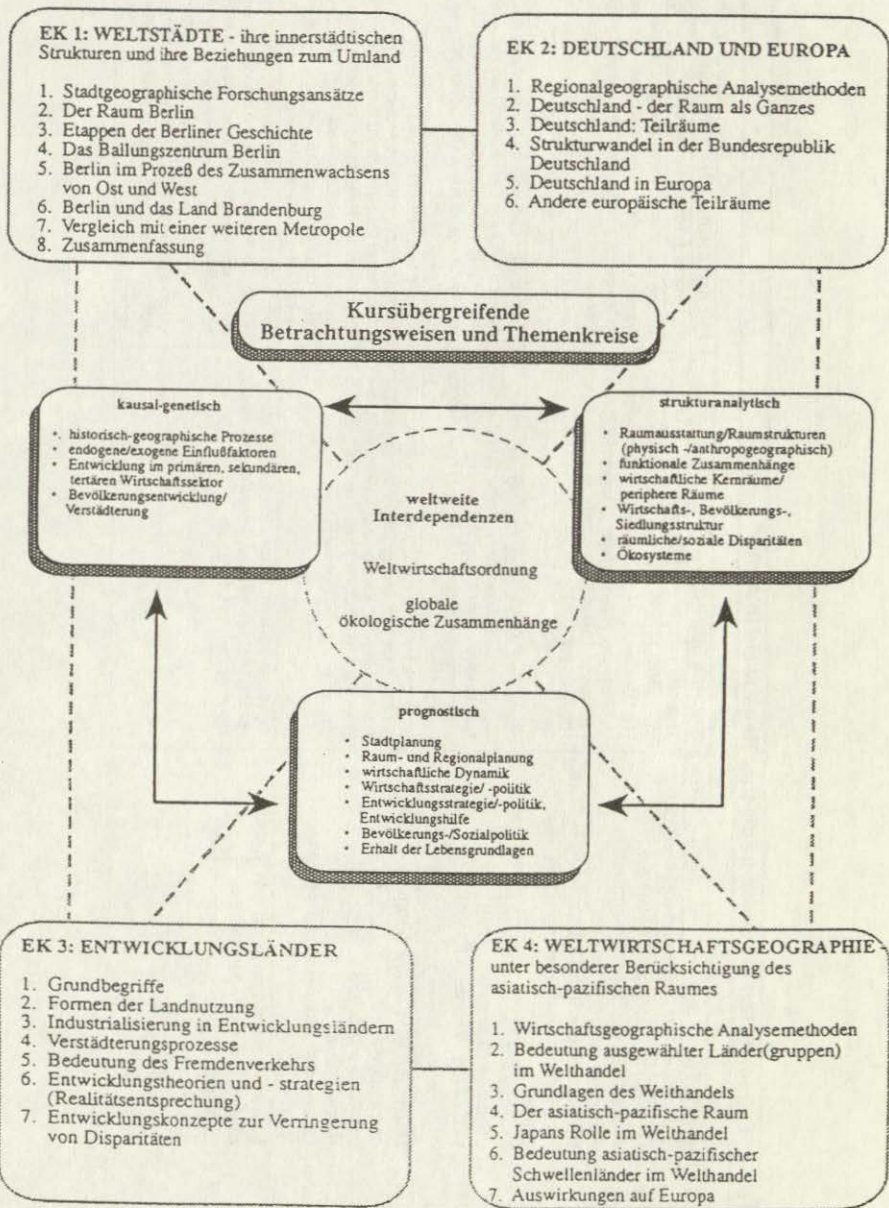 EK 1: WELTSTÄDTE - ihre innerstädtischen
Strukturen und ihre Beziehungen zum Umland
1. Stadtgeographische Forschungsansätze
2. Der Raum Berlin
3. Etappen der Berliner Geschichte
4. Das Ballungszentrum Berlin
5. Berlin im Prozeß des Zusammenwachsens
von Ost und West
6. Berlin und das Land Brandenburg
7. Vergleich mit einer weiteren Metropole
8. Zusammenfassung
EK 2: DEUTSCHLAND UND EUROPA
1. Regionalgeographische Analysemethoden
2. Deutschland - der Raum als Ganzes
3. Deutschland: Teilräume
4. Strukturwandel in der Bundesrepublik
Deutschland
5. Deutschland in Europa
6. Andere europäische Teilräume
Kursübergreifende
Betrachtungsweisen und Themenkreise
kausal-genetisch
• historisch-geographische Prozesse
• endogene/exogene Einflußfaktoren
• Entwicklung im primären, sekundären,
tertären Wirtschaftssektor
• Bevölkerungsentwicklung/
Verstädterung
strukturanalytisch
• Raumausstattung/Raumstrukturen
(physisch -/anthropogeographisch)
• funktionale Zusammenhänge
• wirtschaftliche Kernräume/
periphere Räume
• Wirtschafts-, Bevölkerungs-,
Siedlungsstruktur
• räumliche/soziale Disparitäten
• Ökosysteme
weltweite
Interdependenzen
Weltwirtschaftsordnung
globale
ökologische Zusammenhänge
prognostisch
• Stadtplanung
• Raum- und Regionalplanung
• wirtschaftliche Dynamik
• Wirtschaftsstrategie/ -politik
• Entwicklungsstrategie/-politik,
Entwicklungshilfe
• Bevölkerungs-/Sozialpolitik
• Erhalt der Lebensgrundlagen
EK 3: ENTWICKLUNGSLÄNDER
1. Grundbegriffe
2. Formen der Landnutzung
3. Industrialisierung in Entwicklungsländern
4. Verstädterungsprozesse
5. Bedeutung des Fremdenverkehrs
6. Entwicklungstheorien und - strategien
(Realitätsentsprechung)
7. Entwicklungskonzepte zur Verringerung
von Disparitäten
EK 4: WELTWIRTSCHAFTSGEOGRAPHIE -
unter besonderer Berücksichtigung des
asiatisch-pazifischen Raumes
1. Wirtschaftsgeographische Analysemethoden
2. Bedeutung ausgewählter Länder(gruppen)
im Welthandel
3. Grundlagen des Welthandels
4. Der asiatisch-pazifische Raum
5. Japans Rolle im Welthandel
6. Bedeutung asiatisch-pazifischer
Schwellenländer im Welthandel
7. Auswirkungen auf Europa